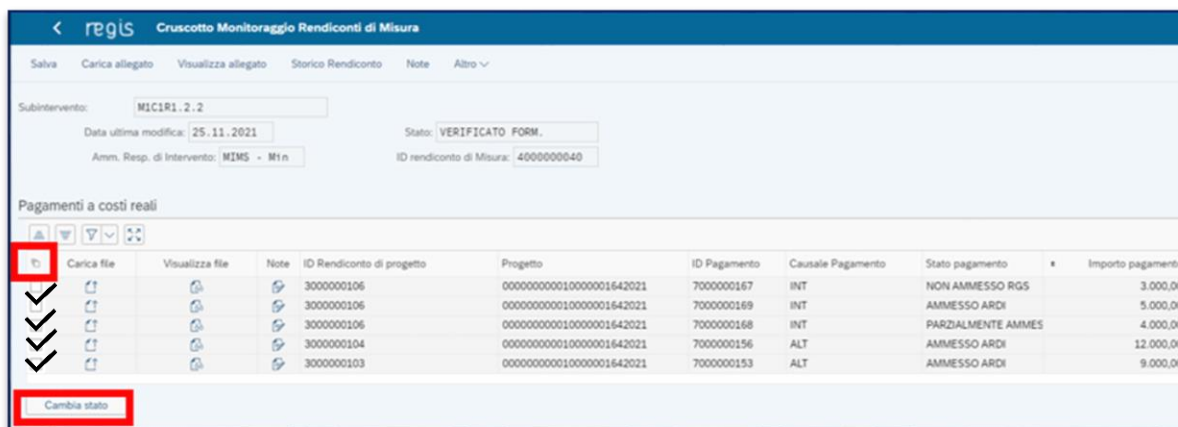 regis Cruscotto Monitoraggio Rendiconti di Misura
Salva Carica allegato Visualizza allegato Storico Rendiconto Note Altro
Subintervento: M1C1R1.2.2
Data ultima modifica: 25.11.2021 Stato: VERIFICATO FORM.
Amm. Resp. di Intervento: MIMS - Min ID rendiconto di Misura: 4000000040
Pagamenti a costi reali
Carica file Visualizza file Note ID Rendiconto di progetto Progetto ID Pagamento Causale Pagamento Stato pagamento Importo pagamento
3000000106 000000000010000001642021 7000000167 INT NON AMMESSO RGS 3.000,00
3000000106 000000000010000001642021 7000000169 INT AMMESSO ARDI 5.000,00
3000000106 000000000010000001642021 7000000168 INT PARZIALMENTE AMMES 4.000,00
3000000104 000000000010000001642021 7000000156 ALT AMMESSO ARDI 12.000,00
3000000103 000000000010000001642021 7000000153 ALT AMMESSO ARDI 9.000,00
Cambia stato